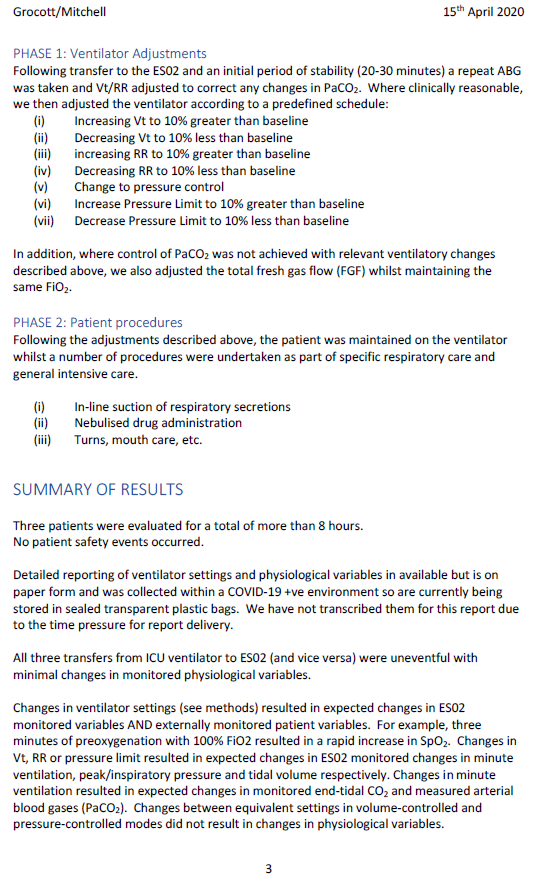 Grocott/Mitchell 15th April 2020
PHASE 1: Ventilator Adjustments
Following transfer to the ES02 and an initial period of stability (20-30 minutes) a repeat ABG
was taken and Vt/RR adjusted to correct any changes in PaCO2. Where clinically reasonable,
we then adjusted the ventilator according to a predefined schedule:
(i) Increasing Vt to 10% greater than baseline
(ii) Decreasing Vt to 10% less than baseline
(iii) increasing RR to 10% greater than baseline
(iv) Decreasing RR to 10% less than baseline
(v) Change to pressure control
(vi) Increase Pressure Limit to 10% greater than baseline
(vii) Decrease Pressure Limit to 10% less than baseline
In addition, where control of PaCO2 was not achieved with relevant ventilatory changes
described above, we also adjusted the total fresh gas flow (FGF) whilst maintaining the
same FiO2.
PHASE 2: Patient procedures
Following the adjustments described above, the patient was maintained on the ventilator
whilst a number of procedures were undertaken as part of specific respiratory care and
general intensive care.
(i) In-line suction of respiratory secretions
(ii) Nebulised drug administration
(iii) Turns, mouth care, etc.
SUMMARY OF RESULTS
Three patients were evaluated for a total of more than 8 hours.
No patient safety events occurred.
Detailed reporting of ventilator settings and physiological variables in available but is on
paper form and was collected within a COVID-19 +ve environment so are currently being
stored in sealed transparent plastic bags. We have not transcribed them for this report due
to the time pressure for report delivery.
All three transfers from ICU ventilator to ES02 (and vice versa) were uneventful with
minimal changes in monitored physiological variables.
Changes in ventilator settings (see methods) resulted in expected changes in ES02
monitored variables AND externally monitored patient variables. For example, three
minutes of preoxygenation with 100% FiO2 resulted in a rapid increase in SpO2. Changes in
Vt, RR or pressure limit resulted in expected changes in ES02 monitored changes in minute
ventilation, peak/inspiratory pressure and tidal volume respectively. Changes in minute
ventilation resulted in expected changes in monitored end-tidal CO2 and measured arterial
blood gases (PaCO2). Changes between equivalent settings in volume-controlled and
pressure-controlled modes did not result in changes in physiological variables.
3